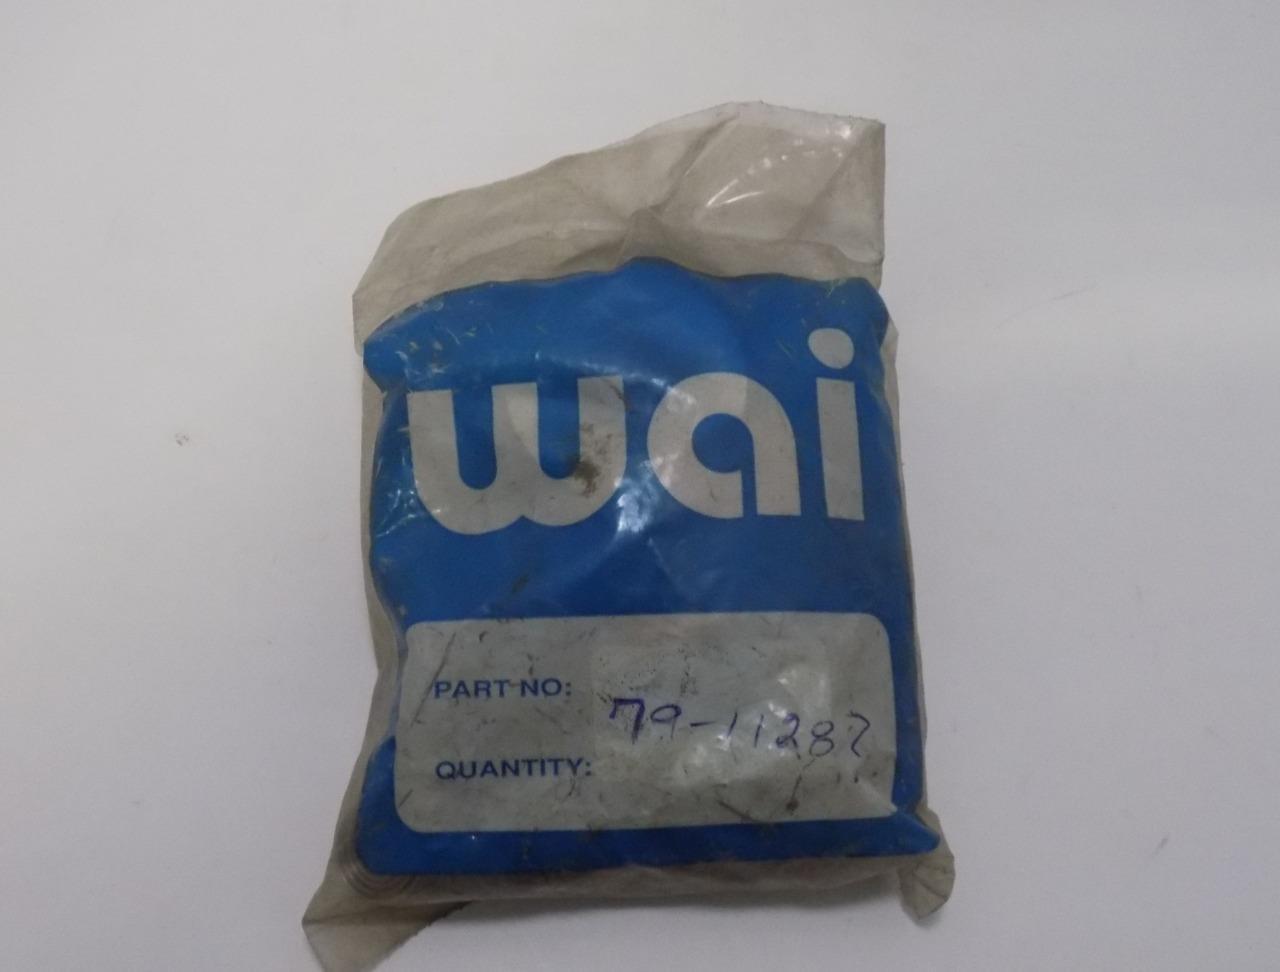 wai
PART NO:
79-11287
QUANTITY: